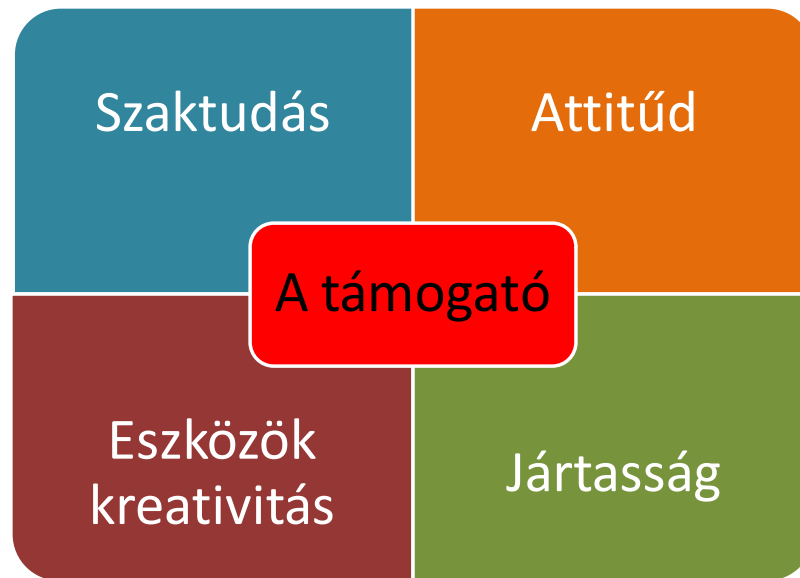 Szaktudás
Attitűd
A támogató
Eszközök
kreativitás
Jártasság